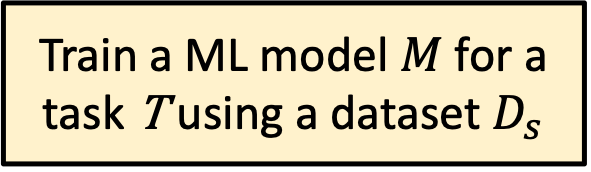 Train a ML model M for a
task T using a dataset Dₛ